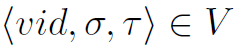 ⟨vid, σ, τ⟩ ∈ V